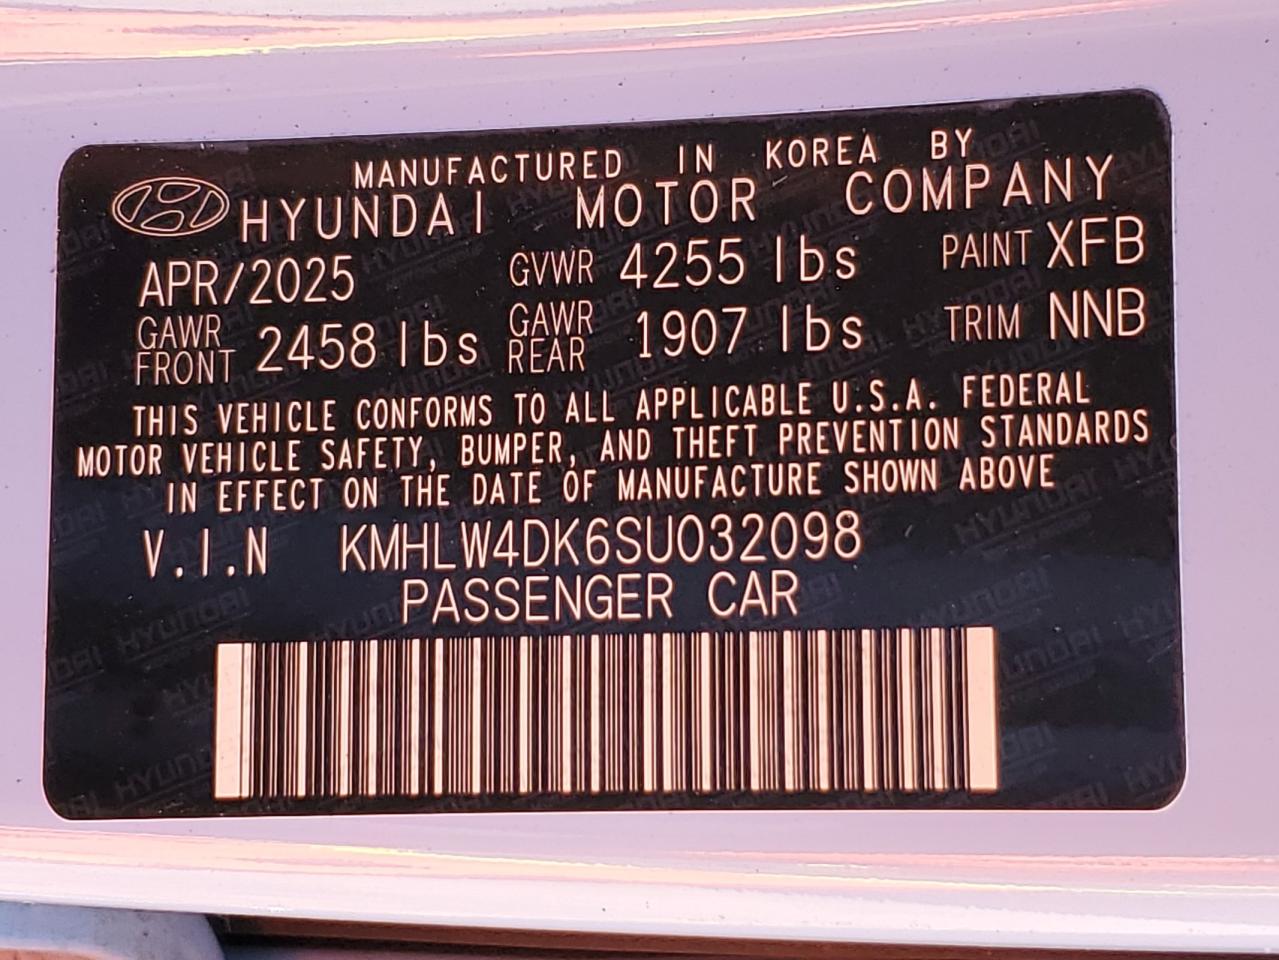 MANUFACTURED IN KOREA BY
HYUNDAI MOTOR COMPANY
APR/2025 GVWR 4255 lbs PAINT XFB
GAWR FRONT 2458 lbs GAWR REAR 1907 lbs TRIM NNB
THIS VEHICLE CONFORMS TO ALL APPLICABLE U.S.A. FEDERAL
MOTOR VEHICLE SAFETY, BUMPER, AND THEFT PREVENTION STANDARDS
IN EFFECT ON THE DATE OF MANUFACTURE SHOWN ABOVE
V.I.N KMHLW4DK6SU032098
PASSENGER CAR